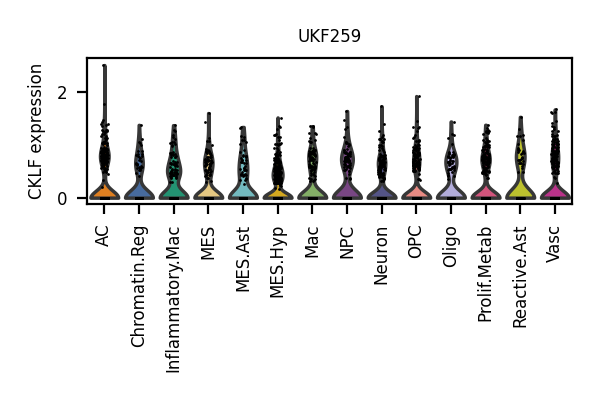 UKF259
CKLF expression
2
0
AC
Chromatin.Reg
Inflammatory.Mac
MES
MES.Ast
MES.Hyp
Mac
NPC
Neuron
OPC
Oligo
Prolif.Metab
Reactive.Ast
Vasc